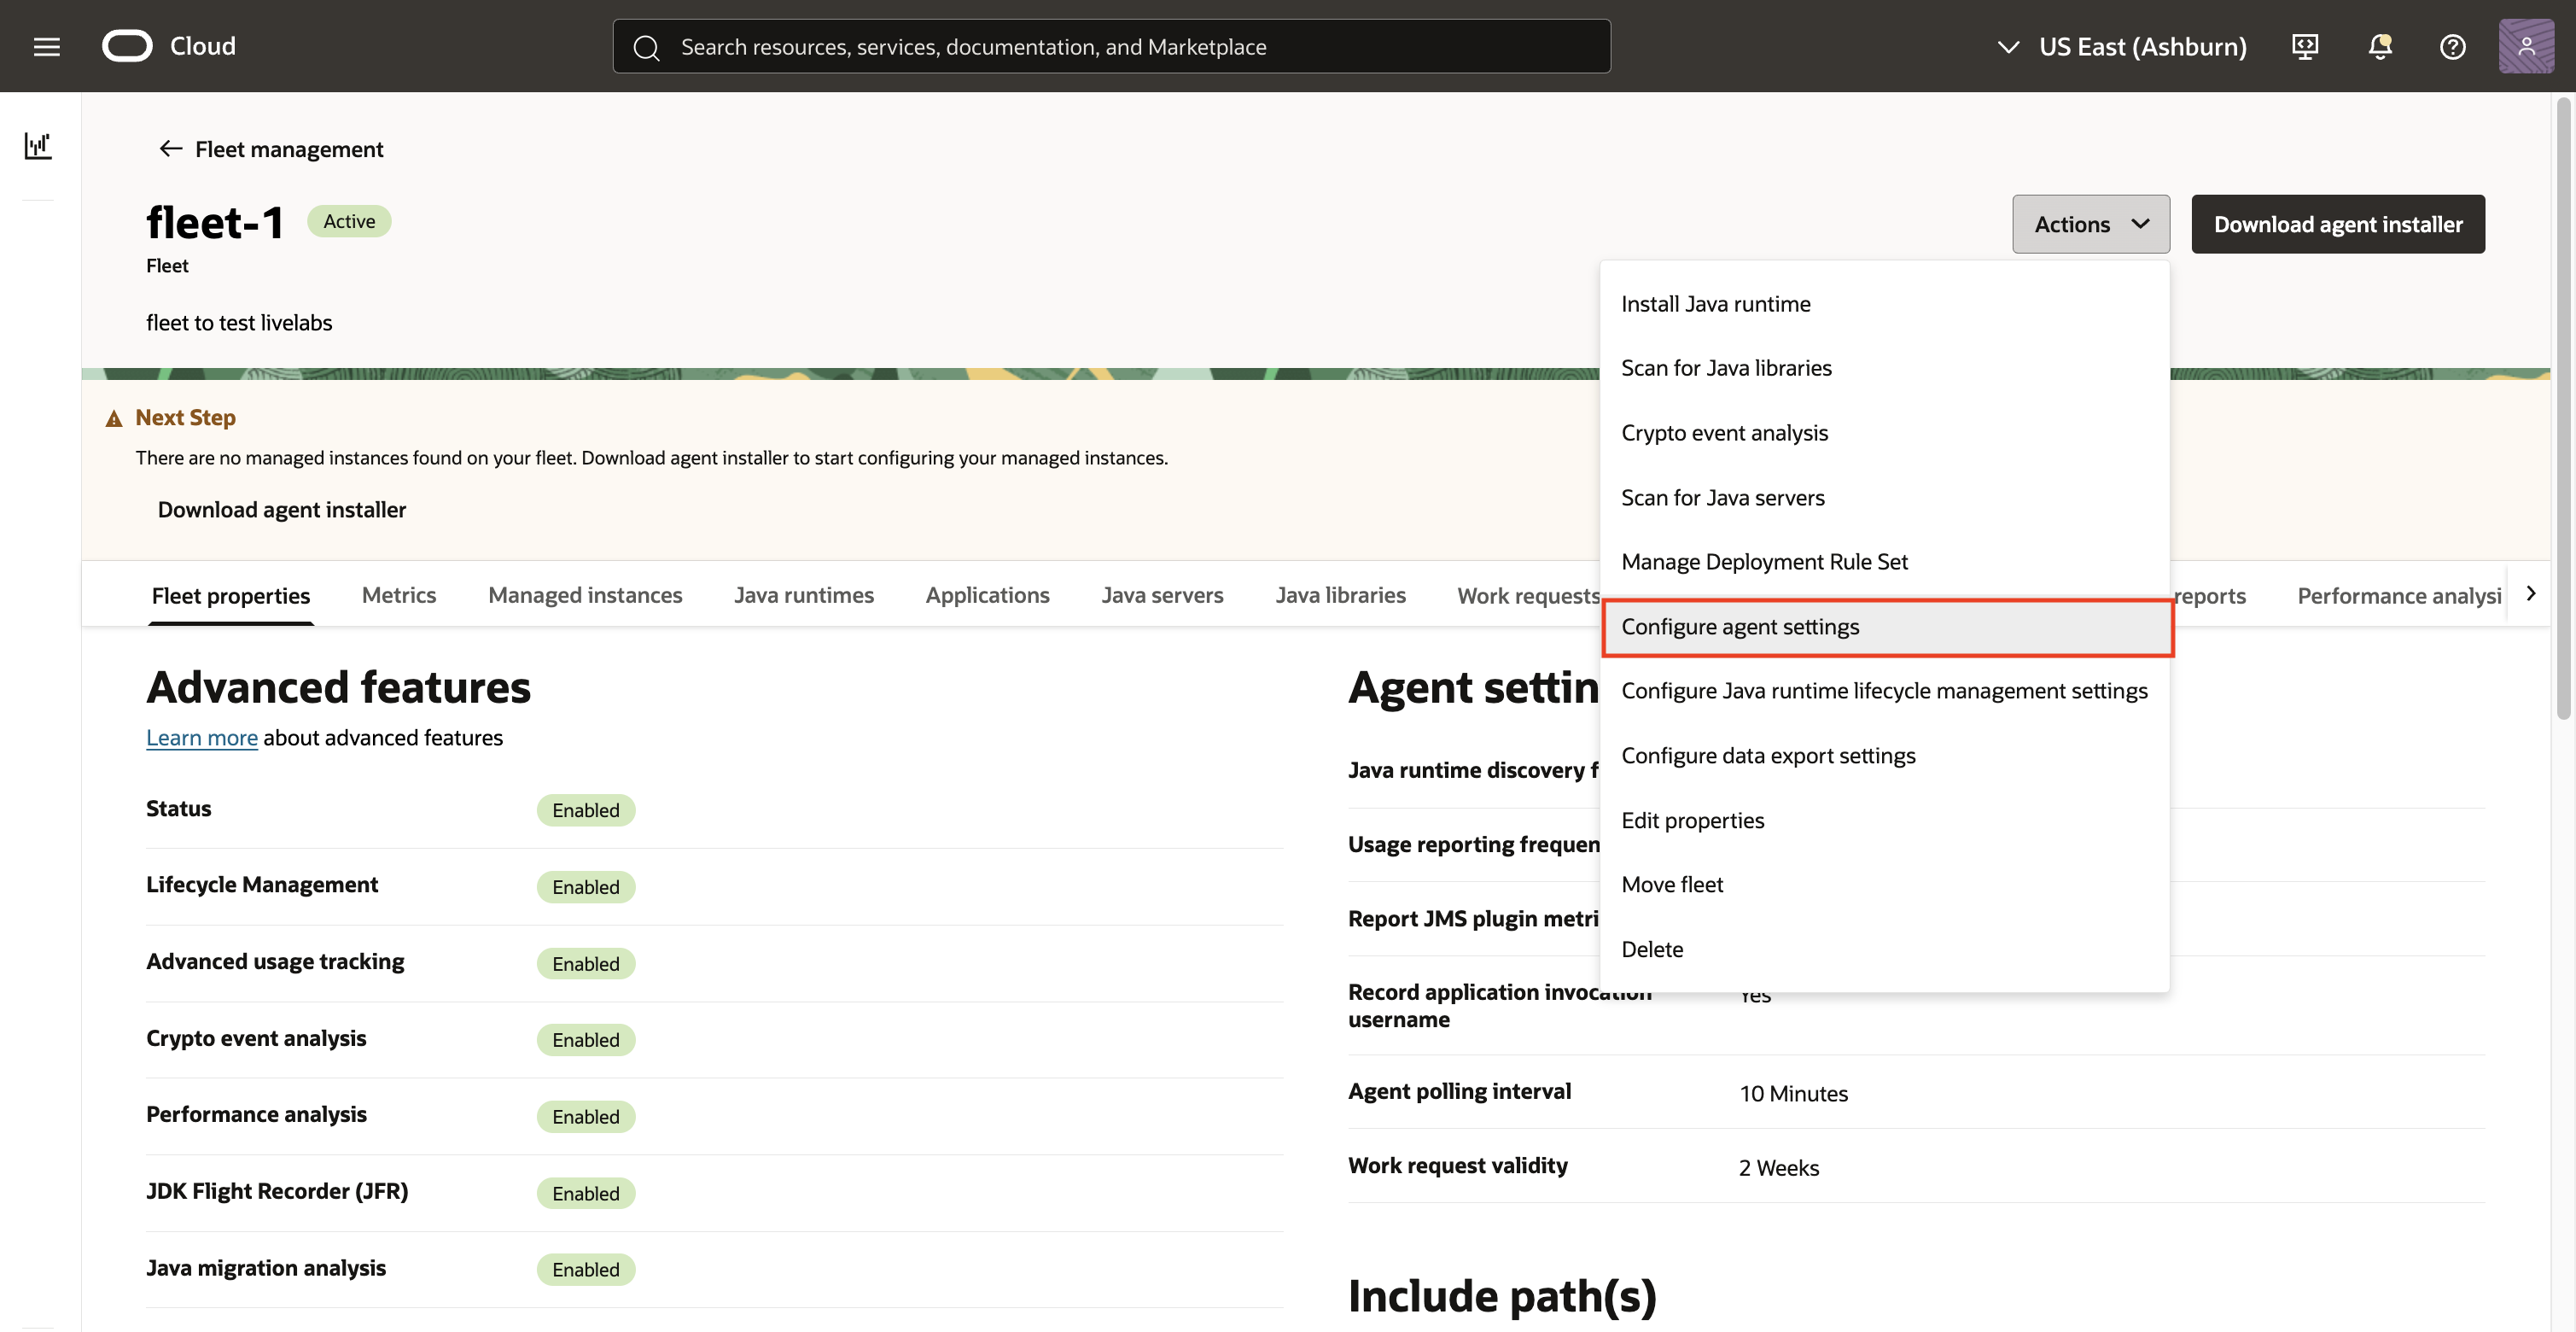 Cloud
Search resources, services, documentation, and Marketplace
US East (Ashburn)
Fleet management
fleet-1
Active
Actions
Download agent installer
Fleet
fleet to test livelabs
Install Java runtime
Scan for Java libraries
Crypto event analysis
Scan for Java servers
Manage Deployment Rule Set
Configure agent settings
Configure Java runtime lifecycle management settings
Configure data export settings
Edit properties
Move fleet
Delete
Next Step
There are no managed instances found on your fleet. Download agent installer to start configuring your managed instances.
Download agent installer
Fleet properties
Metrics
Managed instances
Java runtimes
Applications
Java servers
Java libraries
Work requests
reports
Performance analysi
Advanced features
Learn more about advanced features
Status
Enabled
Lifecycle Management
Enabled
Advanced usage tracking
Enabled
Crypto event analysis
Enabled
Performance analysis
Enabled
JDK Flight Recorder (JFR)
Enabled
Java migration analysis
Enabled
Agent settin
Java runtime discovery f
Usage reporting frequen
Report JMS plugin metri
Record application invocation
username
Yes
Agent polling interval
10 Minutes
Work request validity
2 Weeks
Include path(s)